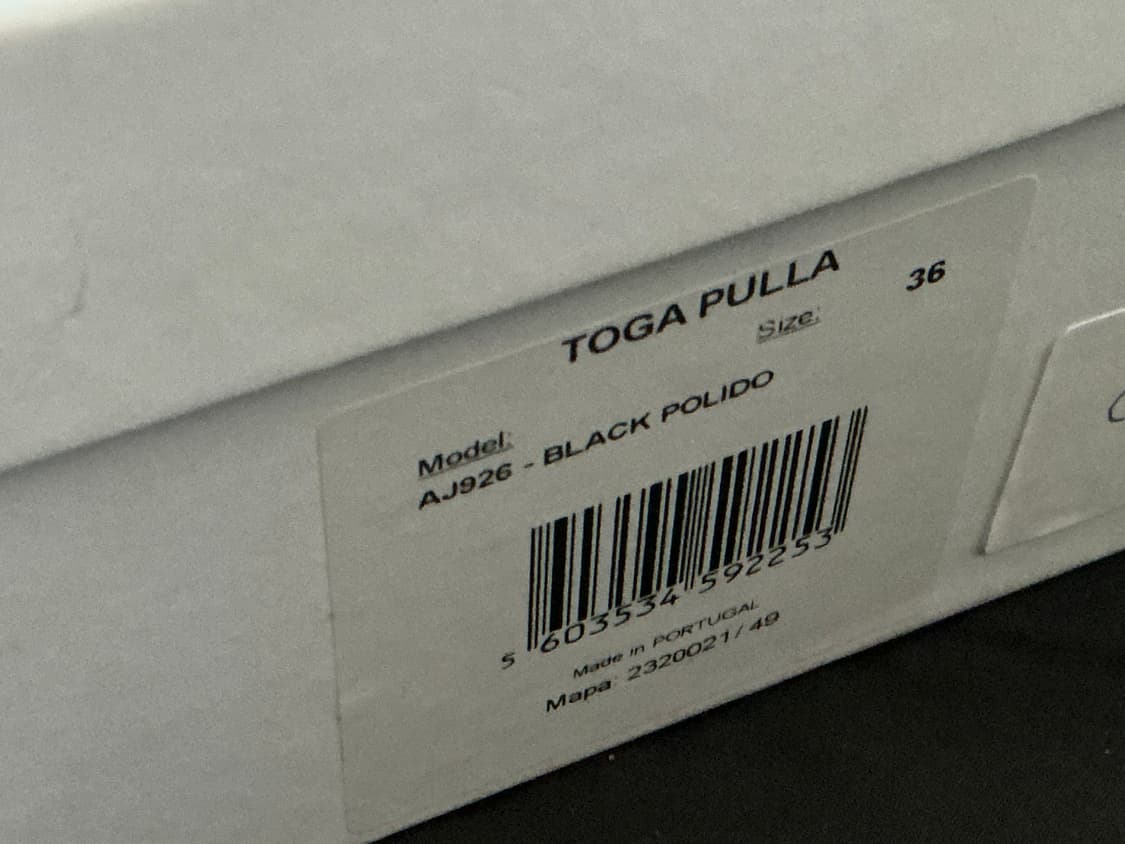 TOGA PULLA
Size: 36
Model:
AJ926 - BLACK POLIDO
5 603534 592253
Made in PORTUGAL
Mapa: 2320021/ 49